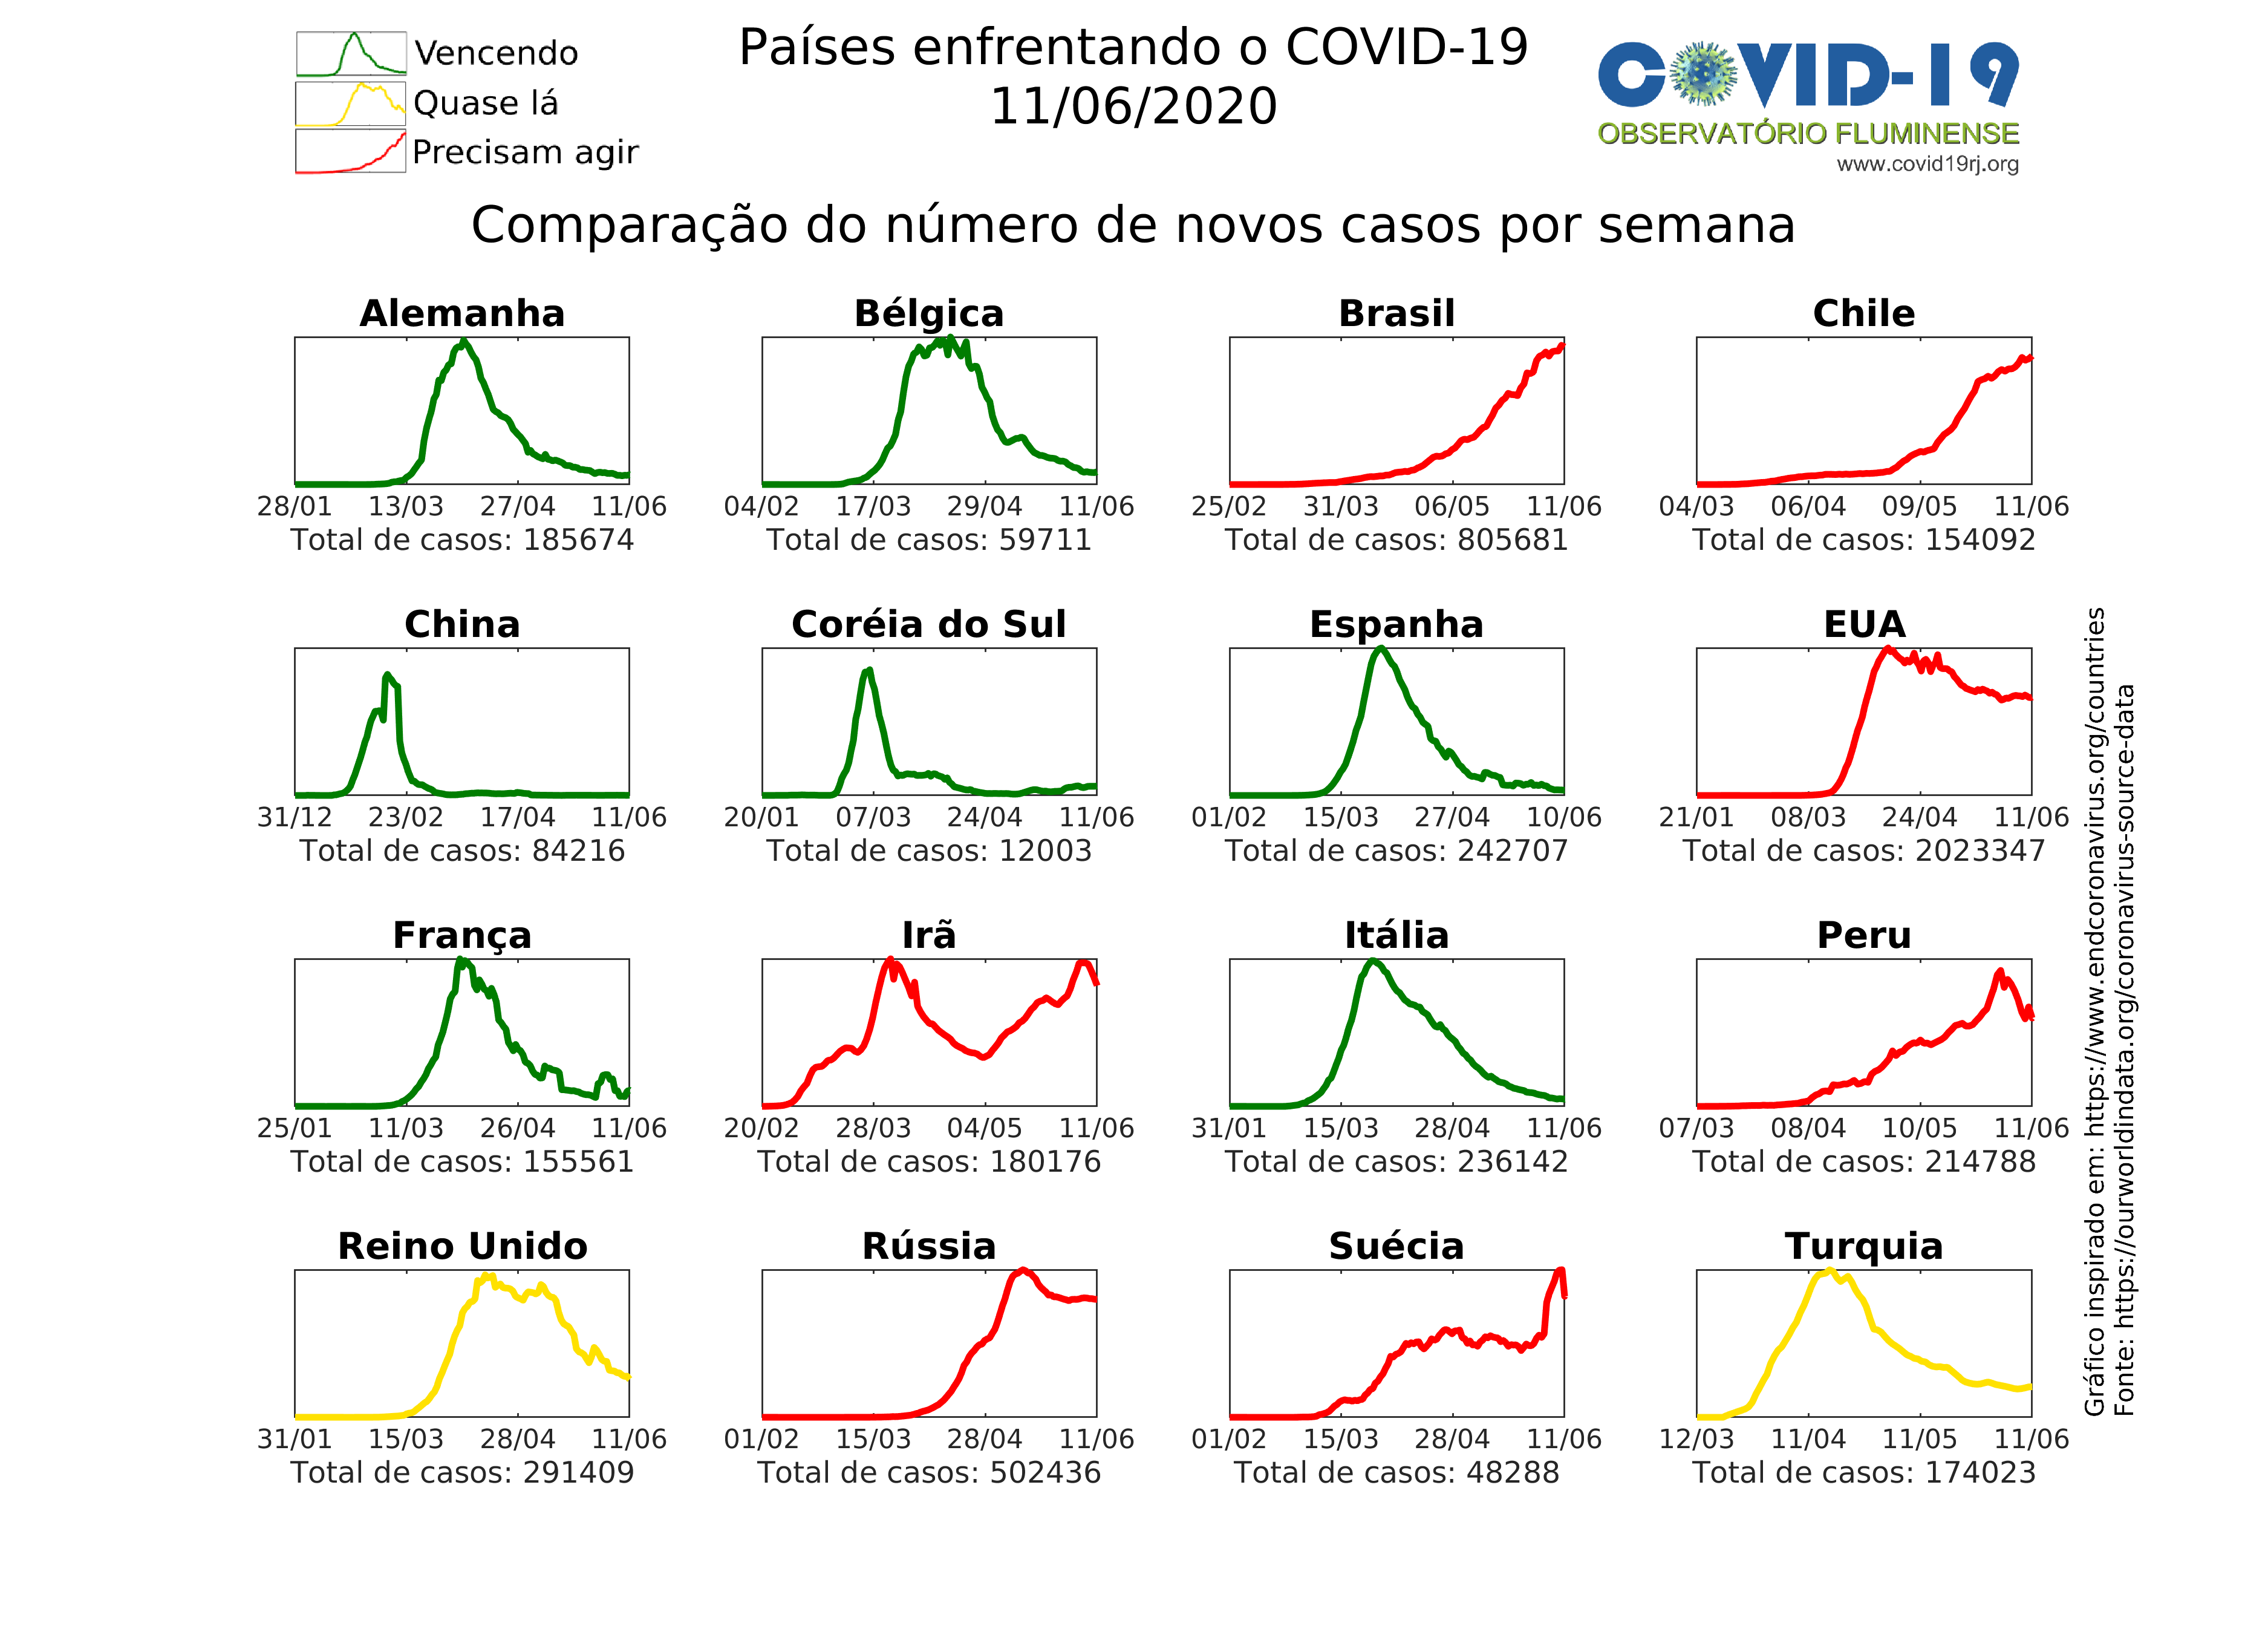 Vencendo
Quase lá
Precisam agir
Países enfrentando o COVID-19
11/06/2020
COVID-19
OBSERVATÓRIO FLUMINENSE
www.covid19rj.org
Comparação do número de novos casos por semana
Alemanha
28/01 13/03 27/04 11/06
Total de casos: 185674
Bélgica
04/02 17/03 29/04 11/06
Total de casos: 59711
Brasil
25/02 31/03 06/05 11/06
Total de casos: 805681
Chile
04/03 06/04 09/05 11/06
Total de casos: 154092
China
31/12 23/02 17/04 11/06
Total de casos: 84216
Coréia do Sul
20/01 07/03 24/04 11/06
Total de casos: 12003
Espanha
01/02 15/03 27/04 10/06
Total de casos: 242707
EUA
21/01 08/03 24/04 11/06
Total de casos: 2023347
França
25/01 11/03 26/04 11/06
Total de casos: 155561
Irã
20/02 28/03 04/05 11/06
Total de casos: 180176
Itália
31/01 15/03 28/04 11/06
Total de casos: 236142
Peru
07/03 08/04 10/05 11/06
Total de casos: 214788
Reino Unido
31/01 15/03 28/04 11/06
Total de casos: 291409
Rússia
01/02 15/03 28/04 11/06
Total de casos: 502436
Suécia
01/02 15/03 28/04 11/06
Total de casos: 48288
Turquia
12/03 11/04 11/05 11/06
Total de casos: 174023
Gráfico inspirado em: https://www.endcoronavirus.org/countries
Fonte: https://ourworldindata.org/coronavirus-source-data